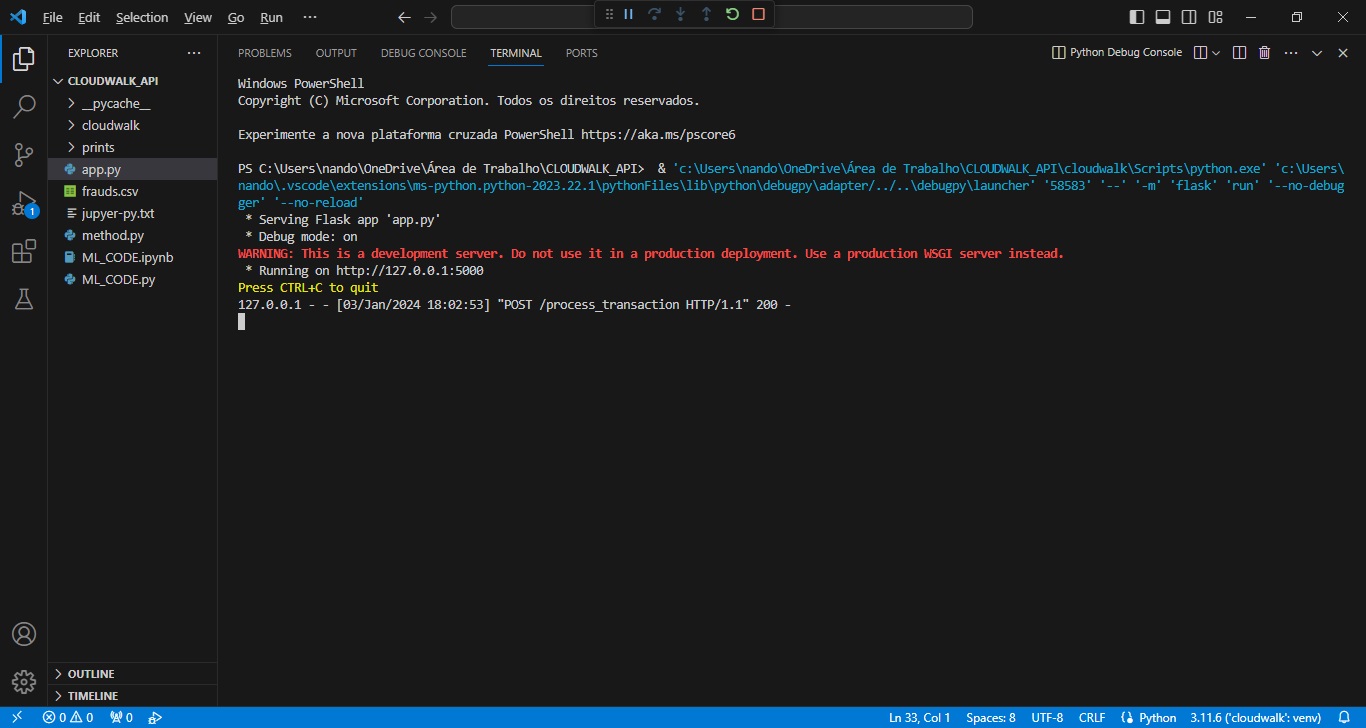 File Edit Selection View Go Run ···
EXPLORER ···
CLOUDWALK_API
__pycache__
cloudwalk
prints
app.py
frauds.csv
jupyer-py.txt
method.py
ML_CODE.ipynb
ML_CODE.py
OUTLINE
TIMELINE
1
PROBLEMS OUTPUT DEBUG CONSOLE TERMINAL PORTS
Python Debug Console
Windows PowerShell
Copyright (C) Microsoft Corporation. Todos os direitos reservados.
Experimente a nova plataforma cruzada PowerShell https://aka.ms/pscore6
PS C:\Users\nando\OneDrive\Área de Trabalho\CLOUDWALK_API> & 'c:\Users\nando\OneDrive\Área de Trabalho\CLOUDWALK_API\cloudwalk\Scripts\python.exe' 'c:\Users\
nando\.vscode\extensions\ms-python.python-2023.22.1\pythonFiles\lib\python\debugpy\adapter/../..\debugpy\launcher' '58583' '--' '-m' 'flask' 'run' '--no-debug
ger' '--no-reload'
* Serving Flask app 'app.py'
* Debug mode: on
WARNING: This is a development server. Do not use it in a production deployment. Use a production WSGI server instead.
* Running on http://127.0.0.1:5000
Press CTRL+C to quit
127.0.0.1 - - [03/Jan/2024 18:02:53] "POST /process_transaction HTTP/1.1" 200 -
0 0 0 Ln 33, Col 1 Spaces: 8 UTF-8 CRLF Python 3.11.6 ('cloudwalk': venv)